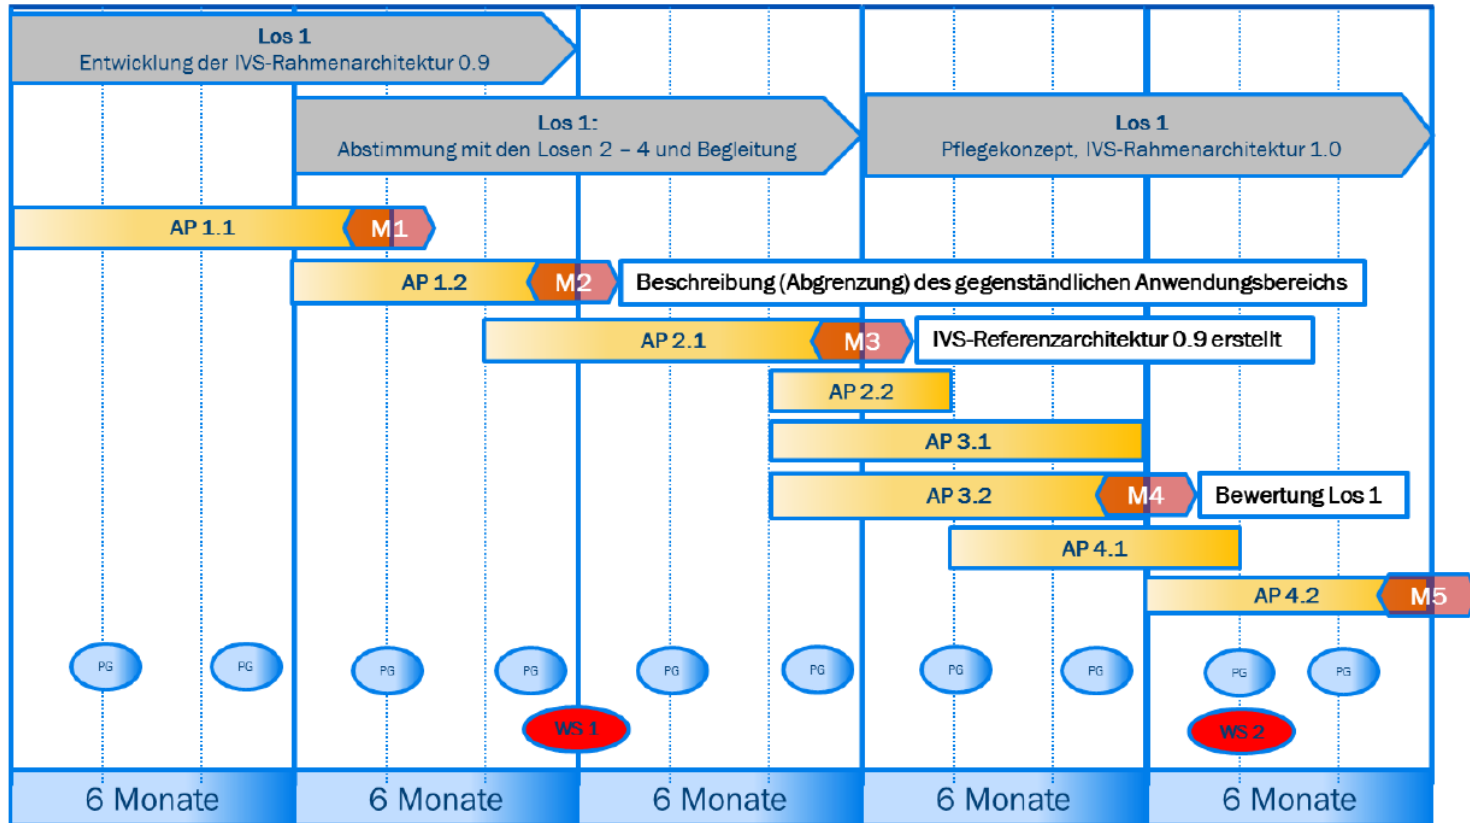 Los 1
Entwicklung der IVS-Rahmenarchitektur 0.9
Los 1:
Abstimmung mit den Losen 2 – 4 und Begleitung
Los 1
Pflegekonzept, IVS-Rahmenarchitektur 1.0
AP 1.1
M1
AP 1.2
M2
Beschreibung (Abgrenzung) des gegenständlichen Anwendungsbereichs
AP 2.1
M3
IVS-Referenzarchitektur 0.9 erstellt
AP 2.2
AP 3.1
AP 3.2
M4
Bewertung Los 1
AP 4.1
AP 4.2
M5
PG
PG
PG
PG
PG
PG
PG
PG
PG
PG
WS 1
WS 2
6 Monate
6 Monate
6 Monate
6 Monate
6 Monate